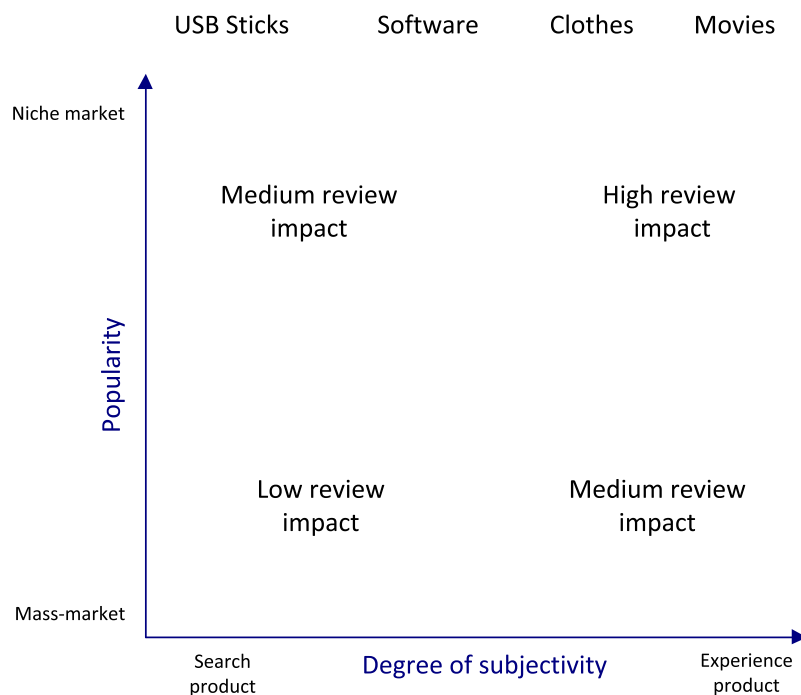 USB Sticks Software Clothes Movies
Niche market
Medium review
impact
High review
impact
Popularity
Low review
impact
Medium review
impact
Mass-market
Search
product
Degree of subjectivity
Experience
product